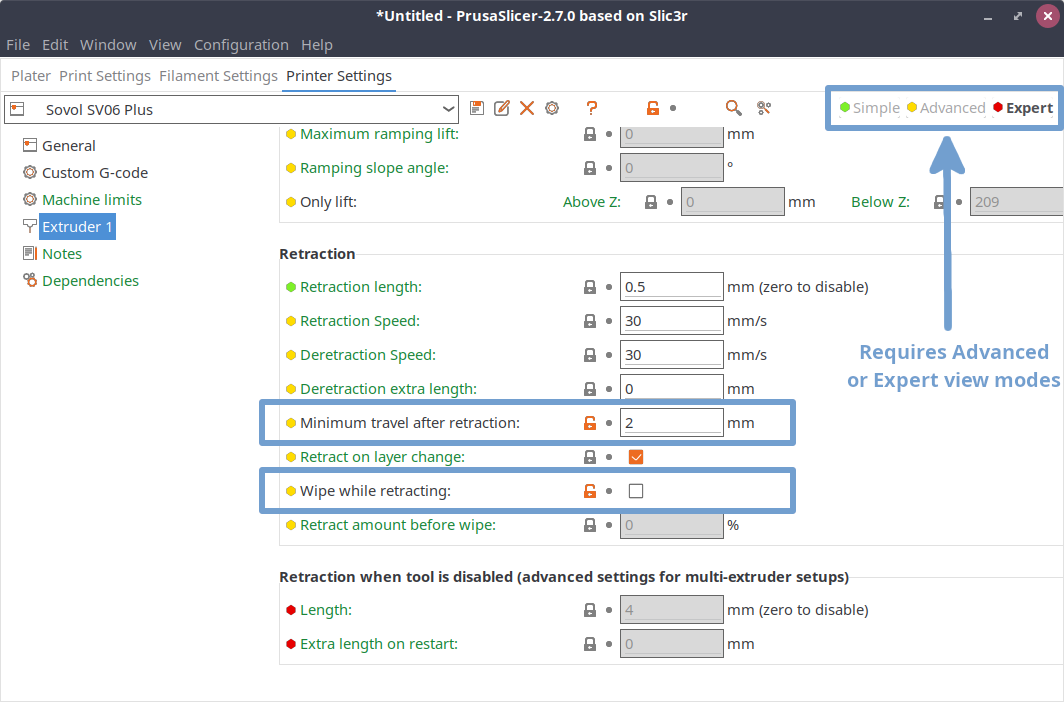 *Untitled - PrusaSlicer-2.7.0 based on Slic3r
File Edit Window View Configuration Help
Plater Print Settings Filament Settings Printer Settings
Sovol SV06 Plus ? Simple Advanced Expert
General
Custom G-code
Machine limits
Extruder 1
Notes
Dependencies
Maximum ramping lift: 0 mm
Ramping slope angle: 0 °
Only lift: Above Z: 0 mm Below Z: 209
Retraction
Retraction length: 0.5 mm (zero to disable)
Retraction Speed: 30 mm/s
Deretraction Speed: 30 mm/s
Deretraction extra length: 0 mm
Minimum travel after retraction: 2 mm
Retract on layer change:
Wipe while retracting:
Retract amount before wipe: 0 %
Retraction when tool is disabled (advanced settings for multi-extruder setups)
Length: 4 mm (zero to disable)
Extra length on restart: 0 mm
Requires Advanced
or Expert view modes